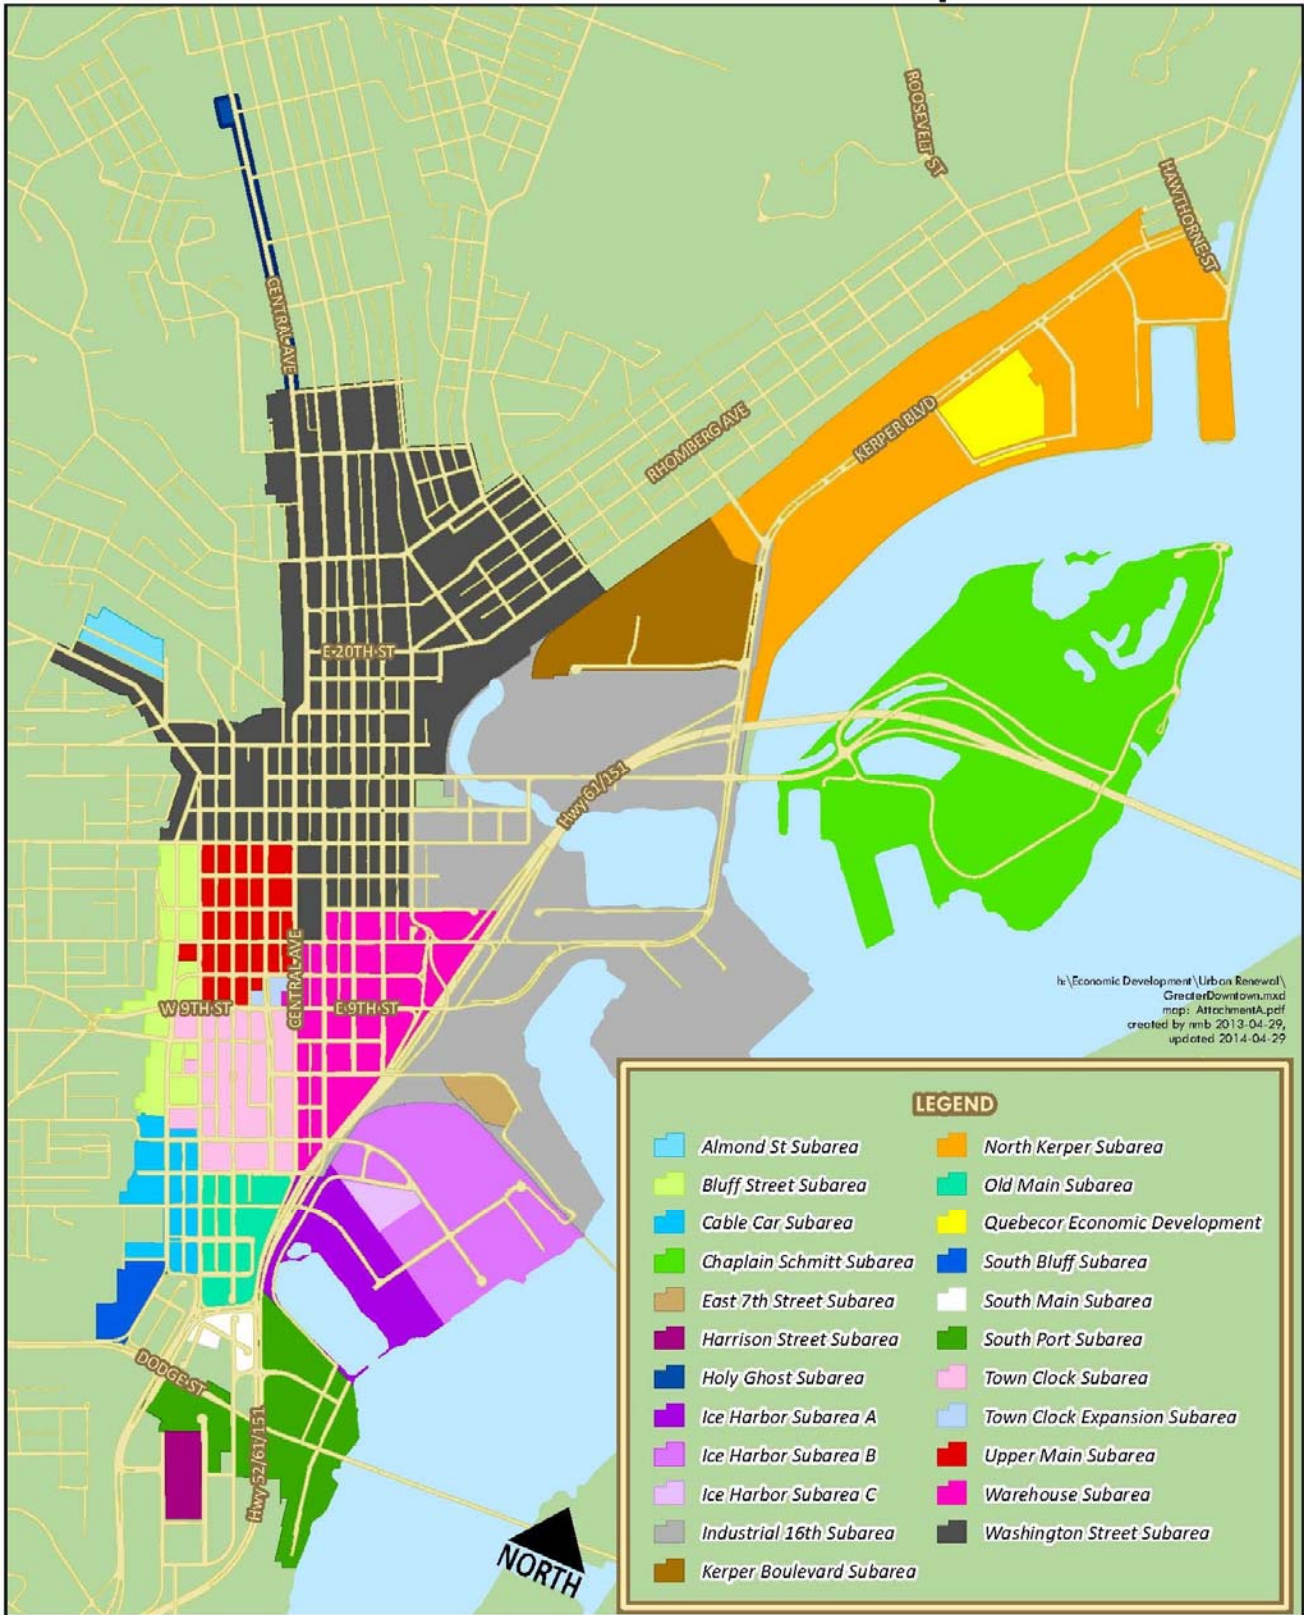 ROOSEVELT ST
HAWTHORNE ST
CENTRAL AVE
RHOMBERG AVE
KERPER BLVD
E 20TH ST
Hwy 61/151
CENTRAL AVE
W 9TH ST
E 9TH ST
h:\Economic Development\Urban Renewal\
GreaterDowntown.mxd
map: AttachmentA.pdf
created by nmb 2013-04-29,
updated 2014-04-29
DODGE ST
Hwy 52/61/151
NORTH
LEGEND
Almond St Subarea
Bluff Street Subarea
Cable Car Subarea
Chaplain Schmitt Subarea
East 7th Street Subarea
Harrison Street Subarea
Holy Ghost Subarea
Ice Harbor Subarea A
Ice Harbor Subarea B
Ice Harbor Subarea C
Industrial 16th Subarea
Kerper Boulevard Subarea
North Kerper Subarea
Old Main Subarea
Quebecor Economic Development
South Bluff Subarea
South Main Subarea
South Port Subarea
Town Clock Subarea
Town Clock Expansion Subarea
Upper Main Subarea
Warehouse Subarea
Washington Street Subarea